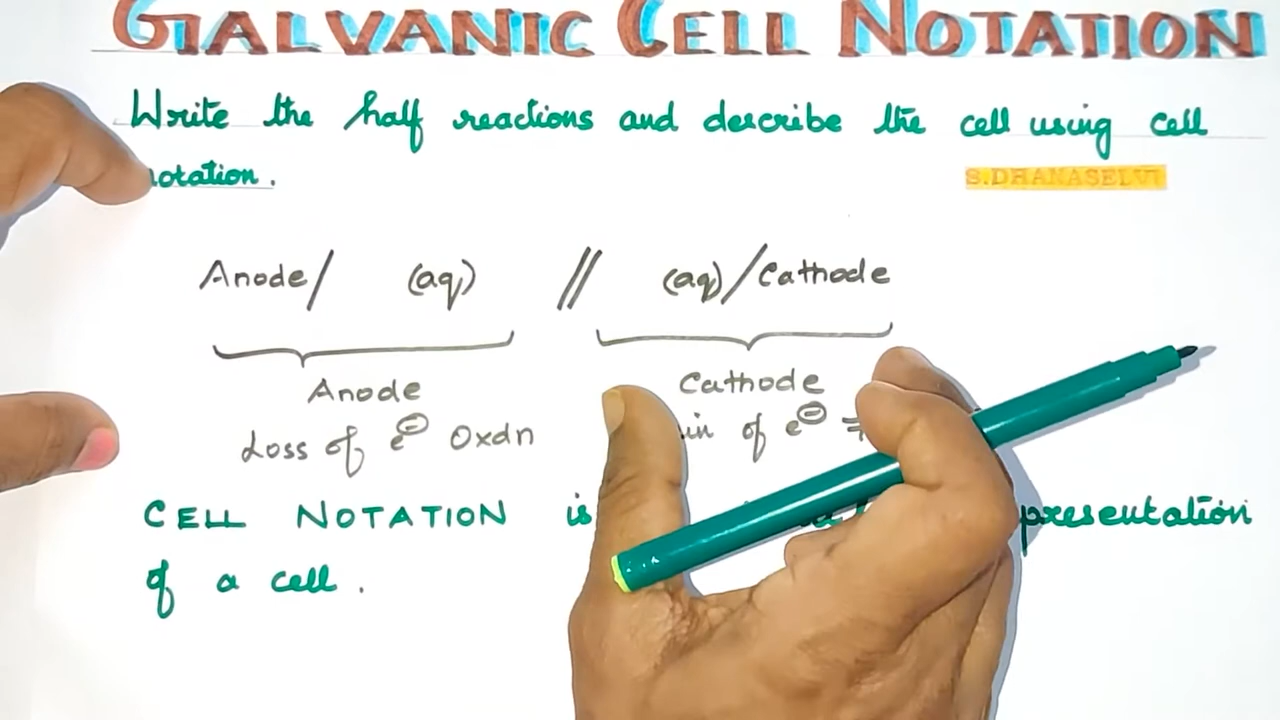 GALVANIC CELL NOTATION
Write the half reactions and describe the cell using cell
notation.
S.DHANASELVI
Anode/ (aq) // (aq)/Cathode
Anode Cathode
Loss of e⊖ Oxdn of e⊖
CELL NOTATION is
of a cell.